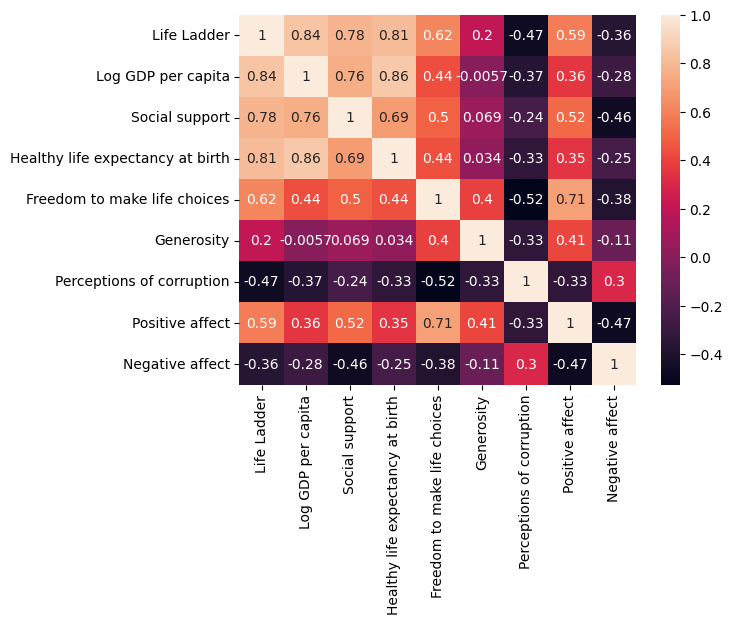 Life Ladder 1 0.84 0.78 0.81 0.62 0.2 -0.47 0.59 -0.36
Log GDP per capita 0.84 1 0.76 0.86 0.44 -0.0057 -0.37 0.36 -0.28
Social support 0.78 0.76 1 0.69 0.5 0.069 -0.24 0.52 -0.46
Healthy life expectancy at birth 0.81 0.86 0.69 1 0.44 0.034 -0.33 0.35 -0.25
Freedom to make life choices 0.62 0.44 0.5 0.44 1 0.4 -0.52 0.71 -0.38
Generosity 0.2 -0.0057 0.069 0.034 0.4 1 -0.33 0.41 -0.11
Perceptions of corruption -0.47 -0.37 -0.24 -0.33 -0.52 -0.33 1 -0.33 0.3
Positive affect 0.59 0.36 0.52 0.35 0.71 0.41 -0.33 1 -0.47
Negative affect -0.36 -0.28 -0.46 -0.25 -0.38 -0.11 0.3 -0.47 1
Life Ladder
Log GDP per capita
Social support
Healthy life expectancy at birth
Freedom to make life choices
Generosity
Perceptions of corruption
Positive affect
Negative affect
1.0
0.8
0.6
0.4
0.2
0.0
−0.2
−0.4